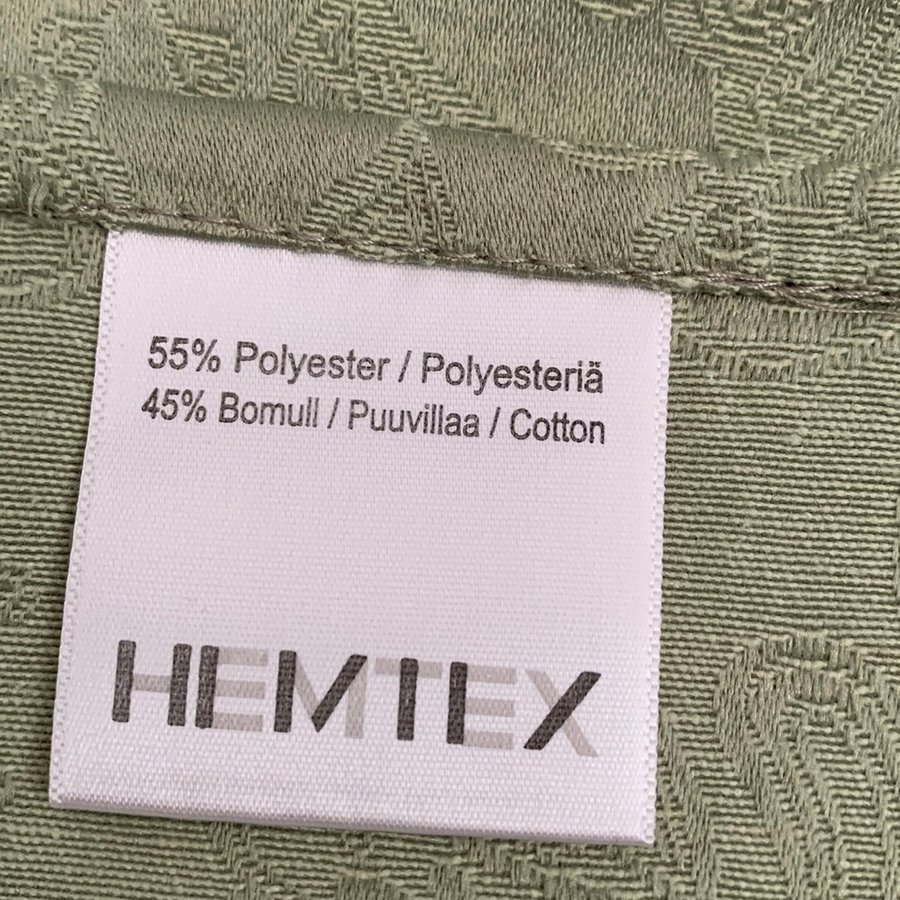 55% Polyester / Polyesteriä
45% Bomull / Puuvillaa / Cotton
HEMTEX